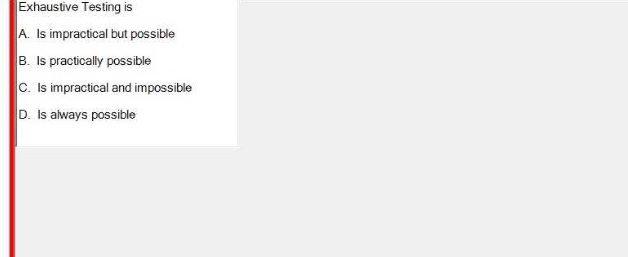 Exhaustive Testing is
A. Is impractical but possible
B. Is practically possible
C. Is impractical and impossible
D. Is always possible